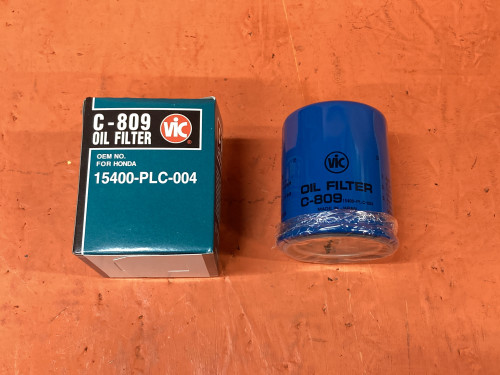 C-809
OIL FILTER
VIC
®
OEM NO.
FOR HONDA
15400-PLC-004
VIC
OIL FILTER
C-809